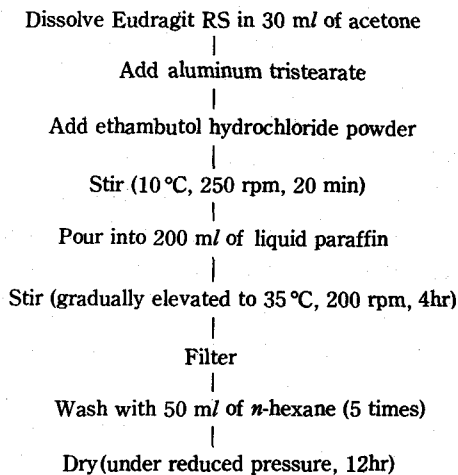 Dissolve Eudragit RS in 30 ml of acetone
Add aluminum tristearate
Add ethambutol hydrochloride powder
Stir (10 °C, 250 rpm, 20 min)
Pour into 200 ml of liquid paraffin
Stir (gradually elevated to 35 °C, 200 rpm, 4hr)
Filter
Wash with 50 ml of n-hexane (5 times)
Dry(under reduced pressure, 12hr)